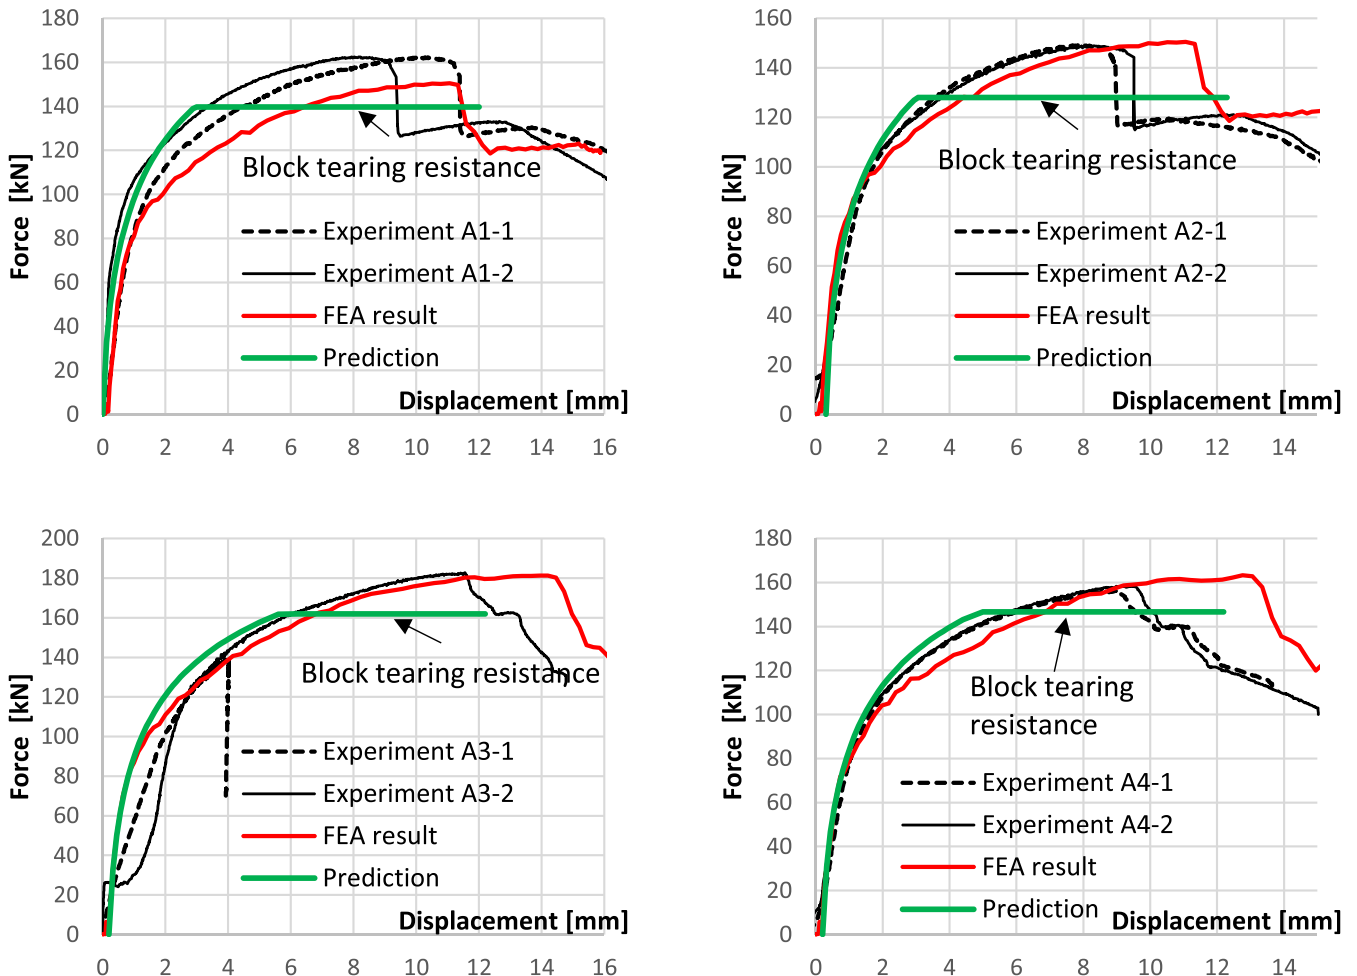 180
160
140
120
100
80
60
40
20
0
Force [kN]
Block tearing resistance
Experiment A1-1
Experiment A1-2
FEA result
Prediction
Displacement [mm]
0 2 4 6 8 10 12 14 16
160
140
120
100
80
60
40
20
0
Force [kN]
Block tearing resistance
Experiment A2-1
Experiment A2-2
FEA result
Prediction
Displacement [mm]
0 2 4 6 8 10 12 14
200
180
160
140
120
100
80
60
40
20
0
Force [kN]
Block tearing resistance
Experiment A3-1
Experiment A3-2
FEA result
Prediction
Displacement [mm]
0 2 4 6 8 10 12 14 16
180
160
140
120
100
80
60
40
20
0
Force [kN]
Block tearing
resistance
Experiment A4-1
Experiment A4-2
FEA result
Prediction
Displacement [mm]
0 2 4 6 8 10 12 14